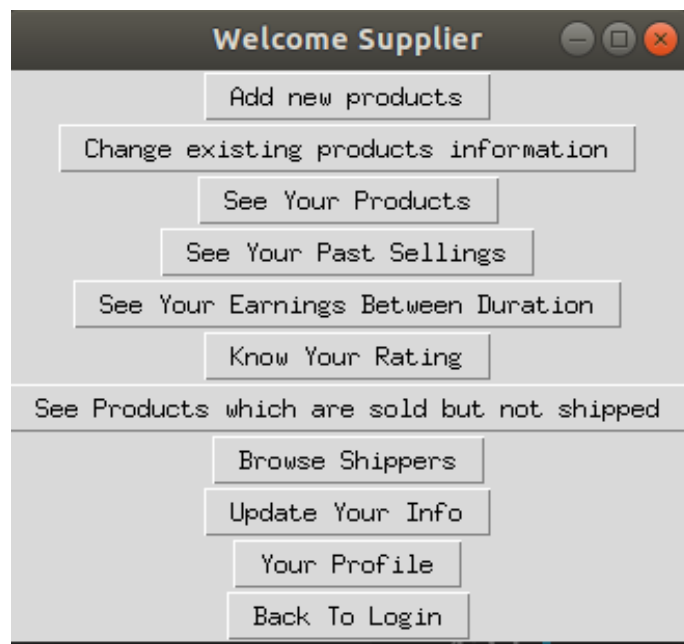 Welcome Supplier
Add new products
Change existing products information
See Your Products
See Your Past Sellings
See Your Earnings Between Duration
Know Your Rating
See Products which are sold but not shipped
Browse Shippers
Update Your Info
Your Profile
Back To Login